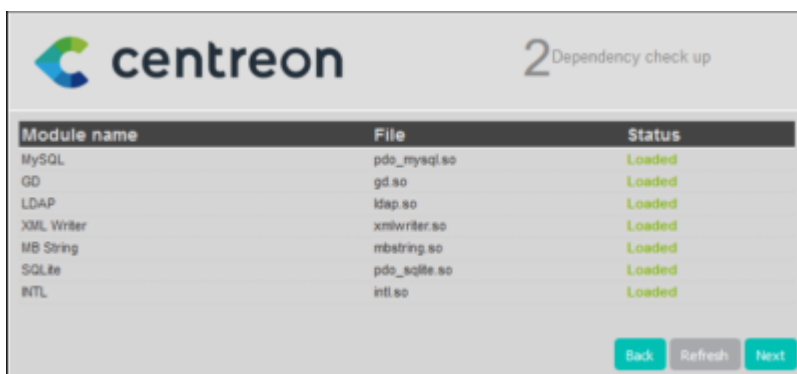 centreon
2 Dependency check up
Module name File Status
MySQL pdo_mysql.so Loaded
GD gd.so Loaded
LDAP ldap.so Loaded
XML Writer xmlwriter.so Loaded
MB String mbstring.so Loaded
SQLite pdo_sqlite.so Loaded
INTL intl.so Loaded
Back Refresh Next